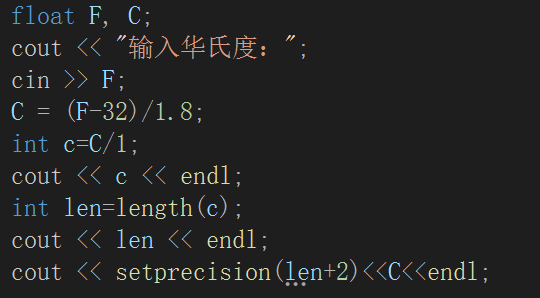 float F, C;
cout << "输入华氏度：";
cin >> F;
C = (F-32)/1.8;
int c=C/1;
cout << c << endl;
int len=length(c);
cout << len << endl;
cout << setprecision(len+2)<<C<<endl;